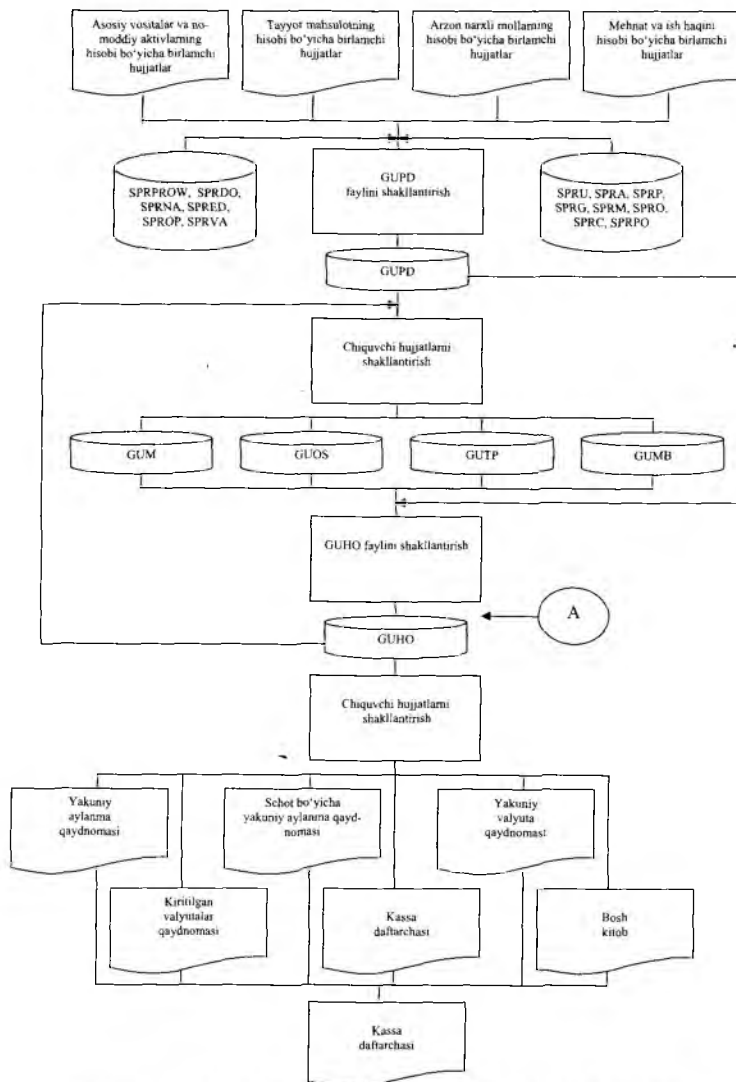 Asosiy vositalar va no-
moddiy aktivlarning
hisobi bo'yicha birlamchi
hujjatlar
Tayyot mahsulotning
hisobi bo'yicha birlamchi
hujjatlar
Arzon narxli mollarning
hisobi bo'yicha birlamchi
hujjatlar
Mehnat va ish haqini
hisobi bo'yicha birlamchi
hujjatlar
SPRPROW, SPRDO,
SPRNA, SPRED,
SPROP, SPRVA
GUPD
faylini shakllantirish
SPRU, SPRA, SPRP,
SPRG, SPRM, SPRO,
SPRC, SPRPO
GUPD
Chiquvchi hujjatlarni
shakllantirish
GUM
GUOS
GUTP
GUMB
GUHO faylini shakllantirish
A
GUHO
Chiquvchi hujjatlarni
shakllantirish
Yakuniy
aylanma
qaydnomasi
Schot bo'yicha
yakuniy aylanma qayd-
nomasi
Yakuniy
valyuta
qaydnomasi
Kiritilgan
valyutalar
qaydnomasi
Kassa
daftarchasi
Bosh
kitob
Kassa
daftarchasi